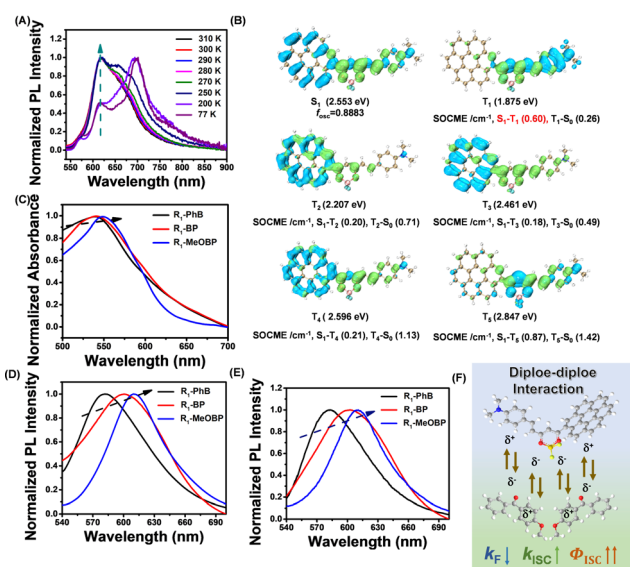 (A)
Normalized PL Intensity
1.0
0.8
0.6
0.4
0.2
0.0
310 K
300 K
290 K
280 K
270 K
250 K
200 K
77 K
550 600 650 700 750 800 850 900
Wavelength (nm)
(B)
S1 (2.553 eV)
fosc=0.8883
T1 (1.875 eV)
SOCME /cm-1, S1-T1 (0.60), T1-S0 (0.26)
T2 (2.207 eV)
SOCME /cm-1, S1-T2 (0.20), T2-S0 (0.71)
T3 (2.461 eV)
SOCME /cm-1, S1-T3 (0.18), T3-S0 (0.49)
T4 ( 2.596 eV)
SOCME /cm-1, S1-T4 (0.21), T4-S0 (1.13)
T5 (2.847 eV)
SOCME /cm-1, S1-T5 (0.87), T5-S0 (1.42)
(C)
Normalized Absorbance
1.0
0.8
0.6
0.4
0.2
0.0
R1-PhB
R1-BP
R1-MeOBP
500 550 600 650 700
Wavelength (nm)
(D)
Normalized PL Intensity
1.0
0.8
0.6
0.4
0.2
0.0
R1-PhB
R1-BP
R1-MeOBP
540 585 630 675
Wavelength (nm)
(E)
Normalized PL Intensity
1.2
1.0
0.8
0.6
0.4
0.2
0.0
R1-PhB
R1-BP
R1-MeOBP
540 585 630 675
Wavelength (nm)
(F)
Diploe-diploe
Interaction
δ+ δ- δ- δ+
δ- δ+ δ+ δ-
kF↓ kISC↑ ΦISC↑↑